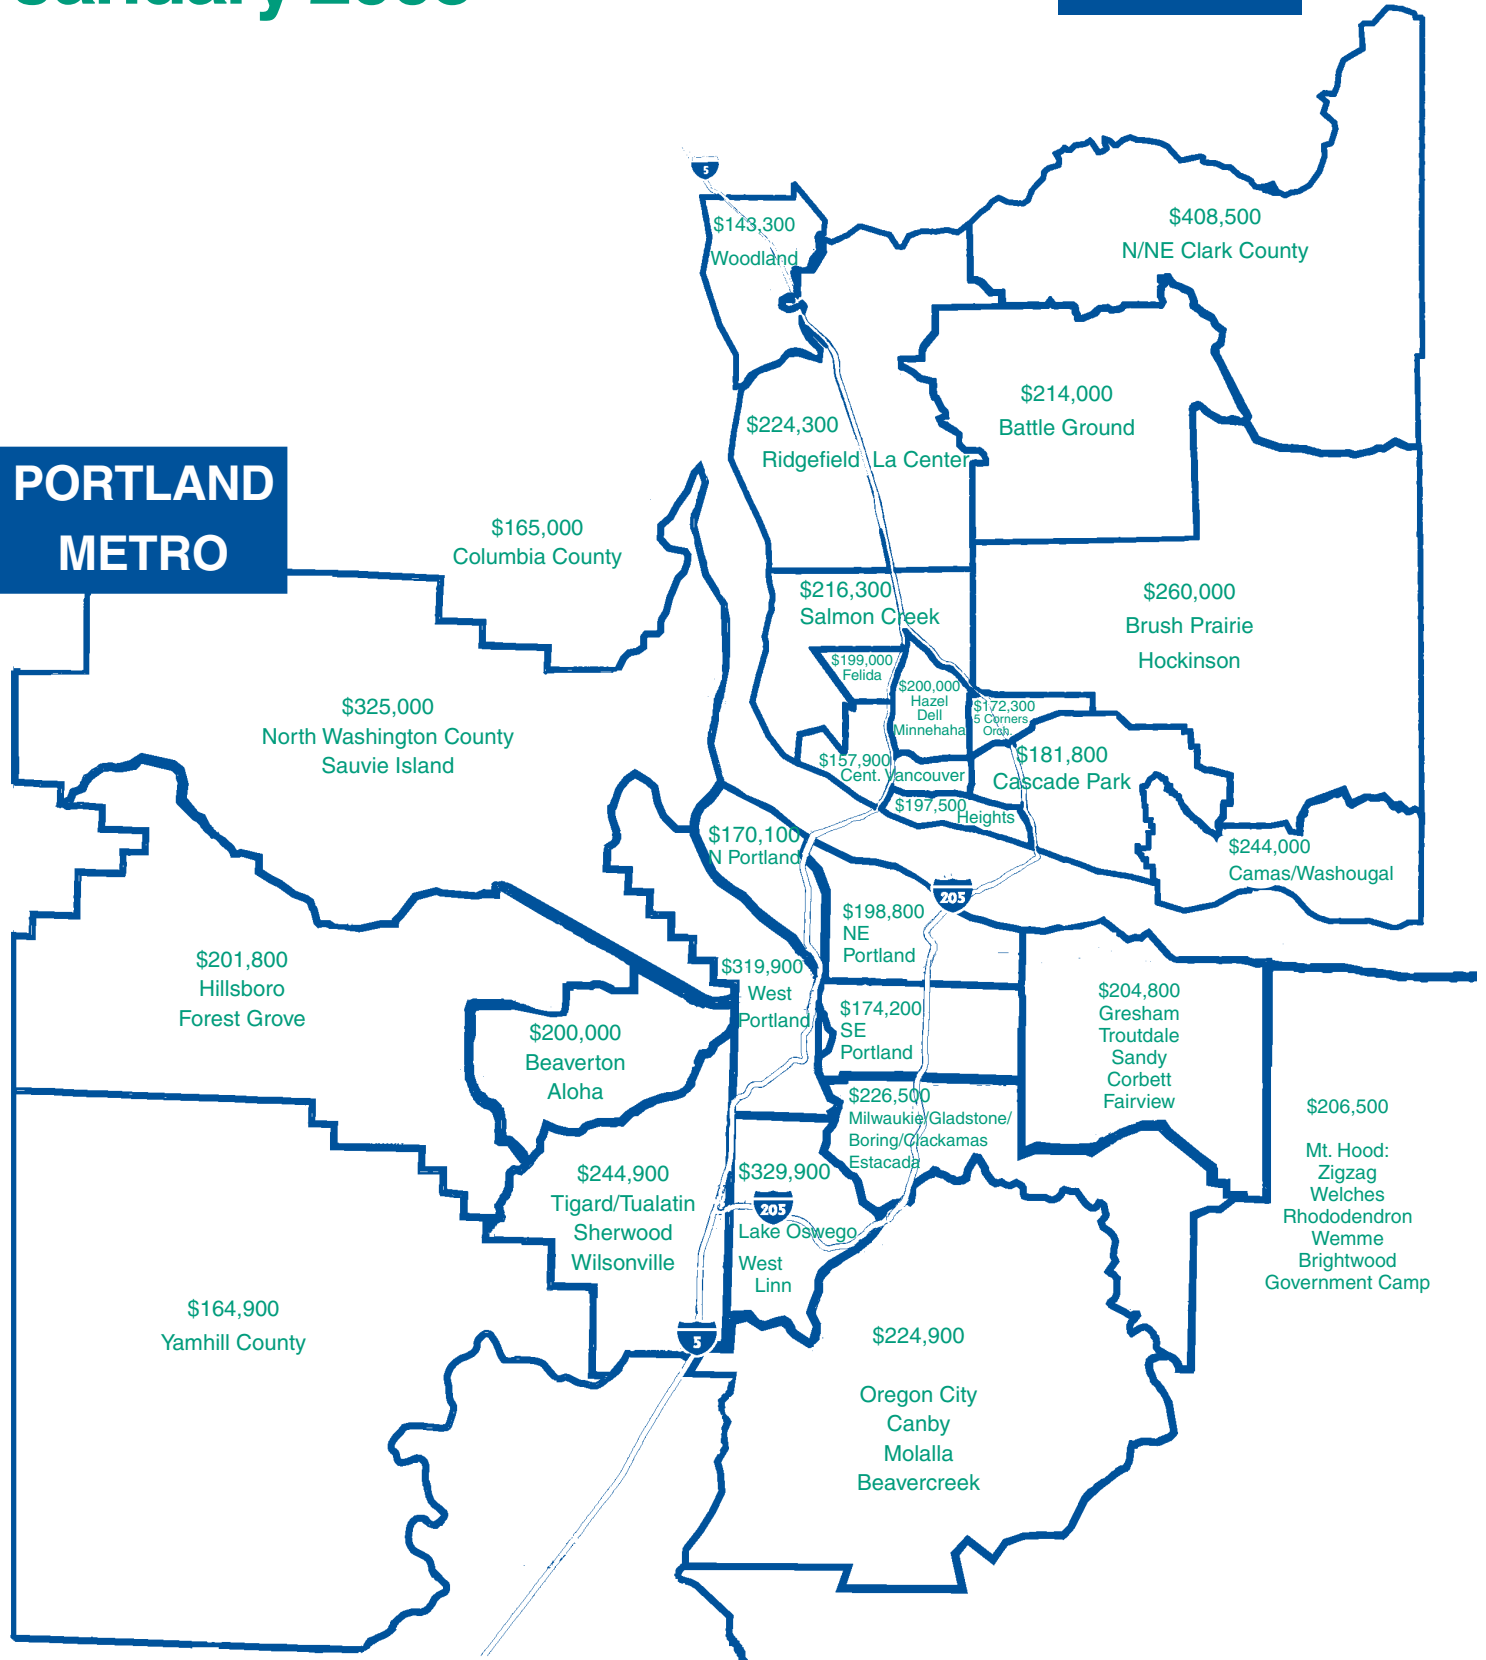 5
$143,300
Woodland
$408,500
N/NE Clark County
$214,000
Battle Ground
$224,300
Ridgefield La Center
PORTLAND
METRO
$165,000
Columbia County
$216,300
Salmon Creek
$260,000
Brush Prairie
Hockinson
$199,000
Felida
$200,000
Hazel
Dell
Minnehaha
$172,300
5 Corners
Orch.
$325,000
North Washington County
Sauvie Island
$157,900
Cent. Vancouver
$181,800
Cascade Park
$197,500
Heights
$170,100
N Portland
$244,000
Camas/Washougal
205
$198,800
NE
Portland
$201,800
Hillsboro
Forest Grove
$319,900
West
Portland
$200,000
Beaverton
Aloha
$174,200
SE
Portland
$204,800
Gresham
Troutdale
Sandy
Corbett
Fairview
$226,500
Milwaukie/Gladstone/
Boring/Clackamas
Estacada
$206,500
Mt. Hood:
Zigzag
Welches
Rhododendron
Wemme
Brightwood
Government Camp
$244,900
Tigard/Tualatin
Sherwood
Wilsonville
$329,900
205
Lake Oswego
West
Linn
$164,900
Yamhill County
5
$224,900
Oregon City
Canby
Molalla
Beavercreek